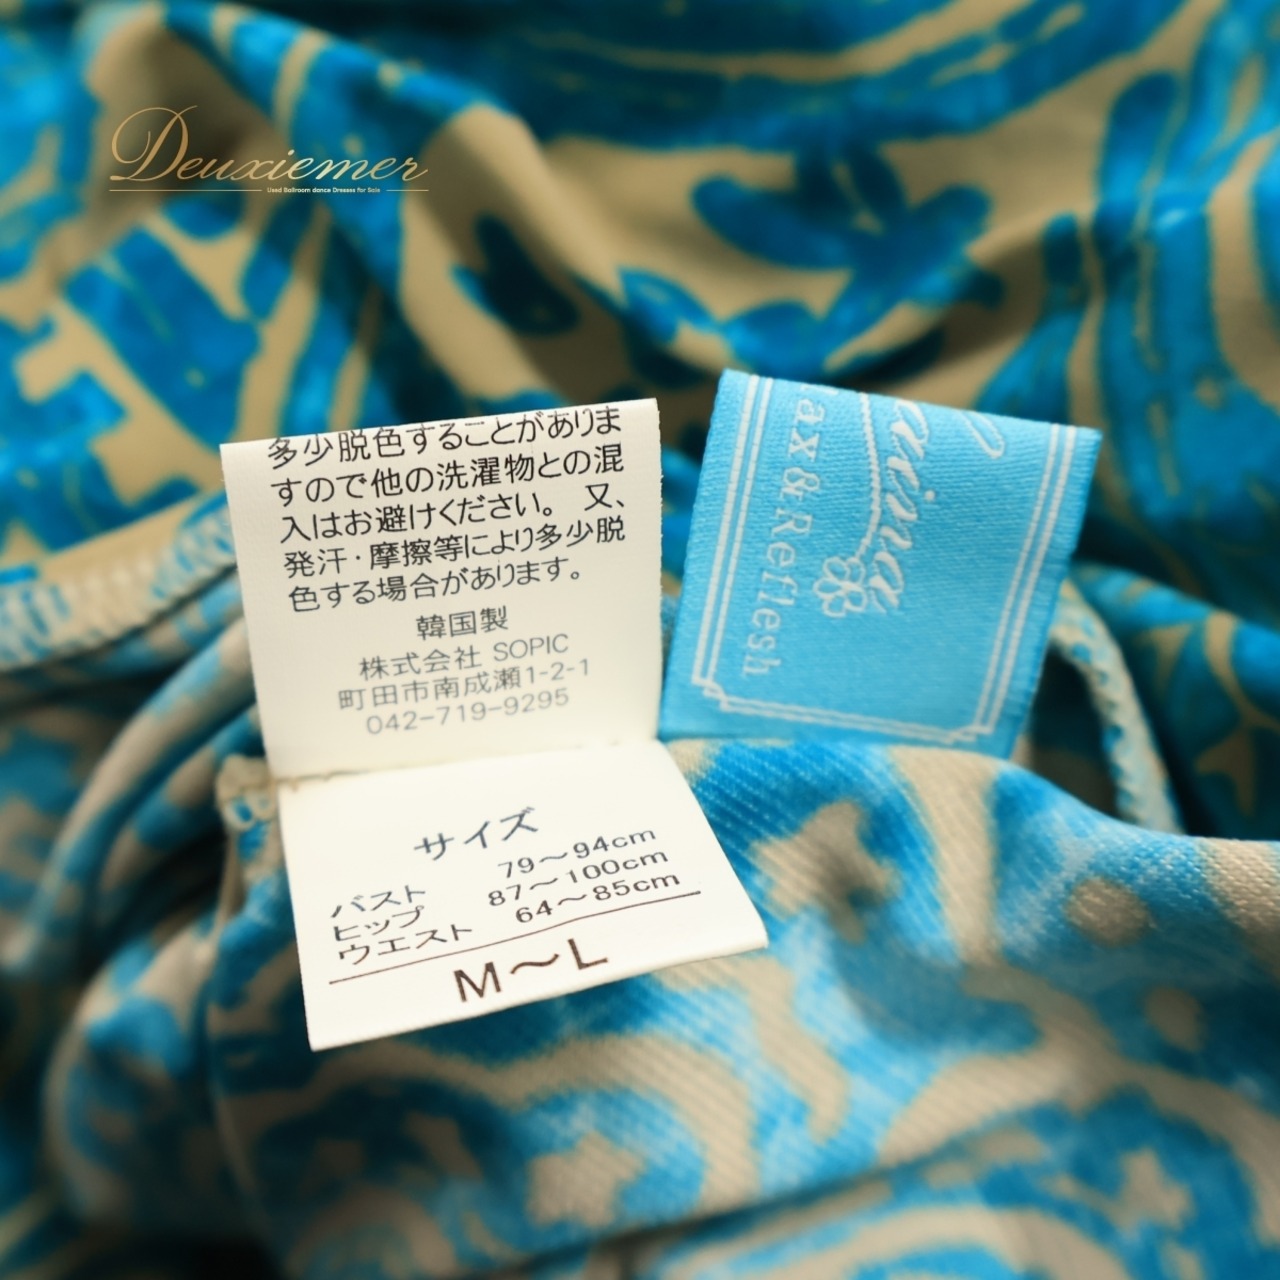 Deuxiemer
Used Ballroom dance Dresses for Sale
多少脱色することがありま
すので他の洗濯物との混
入はお避けください。 又、
発汗・摩擦等により多少脱
色する場合があります。
韓国製
株式会社 SOPIC
町田市南成瀬1-2-1
042-719-9295
サイズ
バスト 79～94cm
ヒップ 87～100cm
ウエスト 64～85cm
M～L
&Reflesh